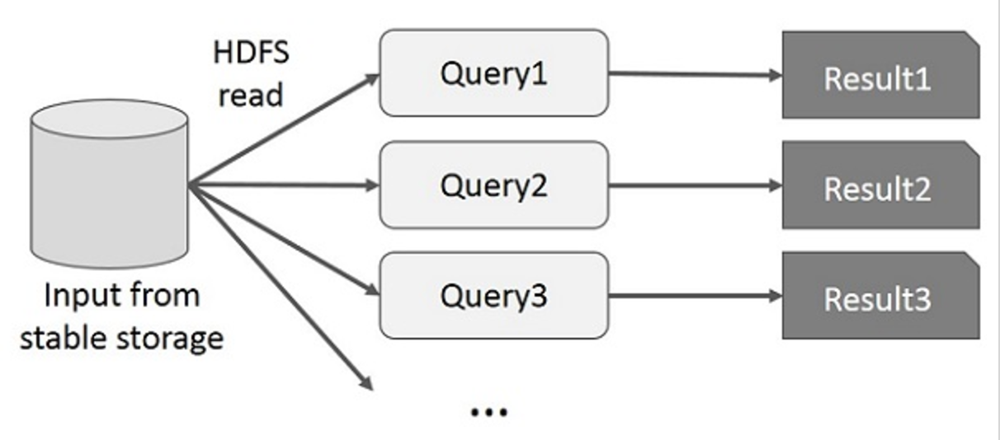 HDFS
read
Query1
Result1
Query2
Result2
Query3
Result3
Input from
stable storage
...